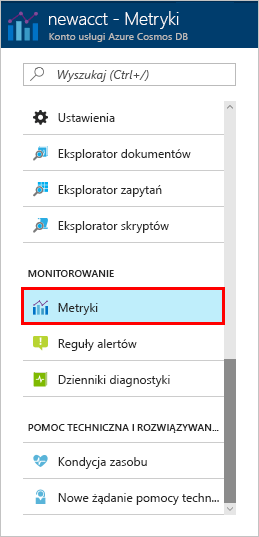 newacct - Metryki
Konto usługi Azure Cosmos DB
Wyszukaj (Ctrl+/)
Ustawienia
Eksplorator dokumentów
Eksplorator zapytań
Eksplorator skryptów
MONITOROWANIE
Metryki
Reguły alertów
Dzienniki diagnostyki
POMOC TECHNICZNA I ROZWIĄZYWAN...
Kondycja zasobu
Nowe żądanie pomocy techn...